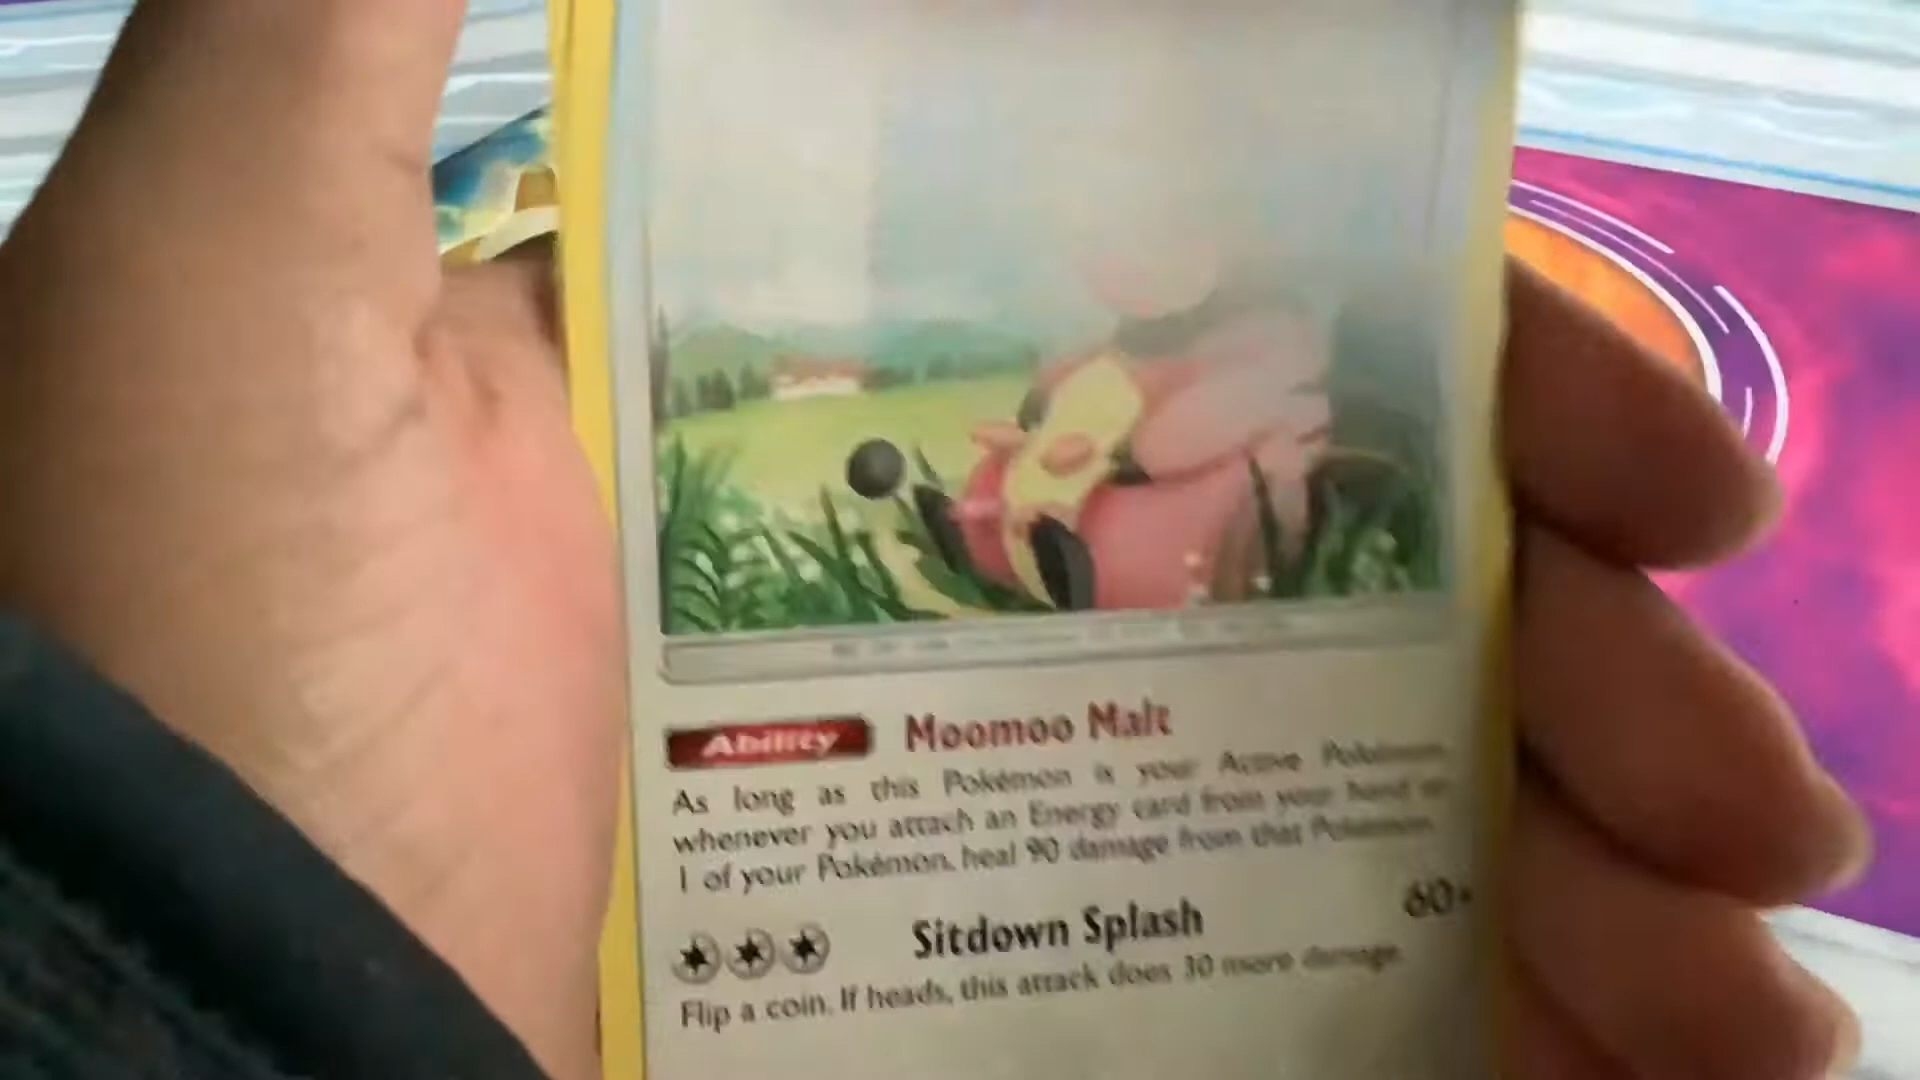 Ability Moomoo Malt
As long as this Pokémon is your Active Pokémon,
whenever you attach an Energy card from your hand to
1 of your Pokémon, heal 90 damage from that Pokémon.
Sitdown Splash 60+
Flip a coin. If heads, this attack does 30 more damage.